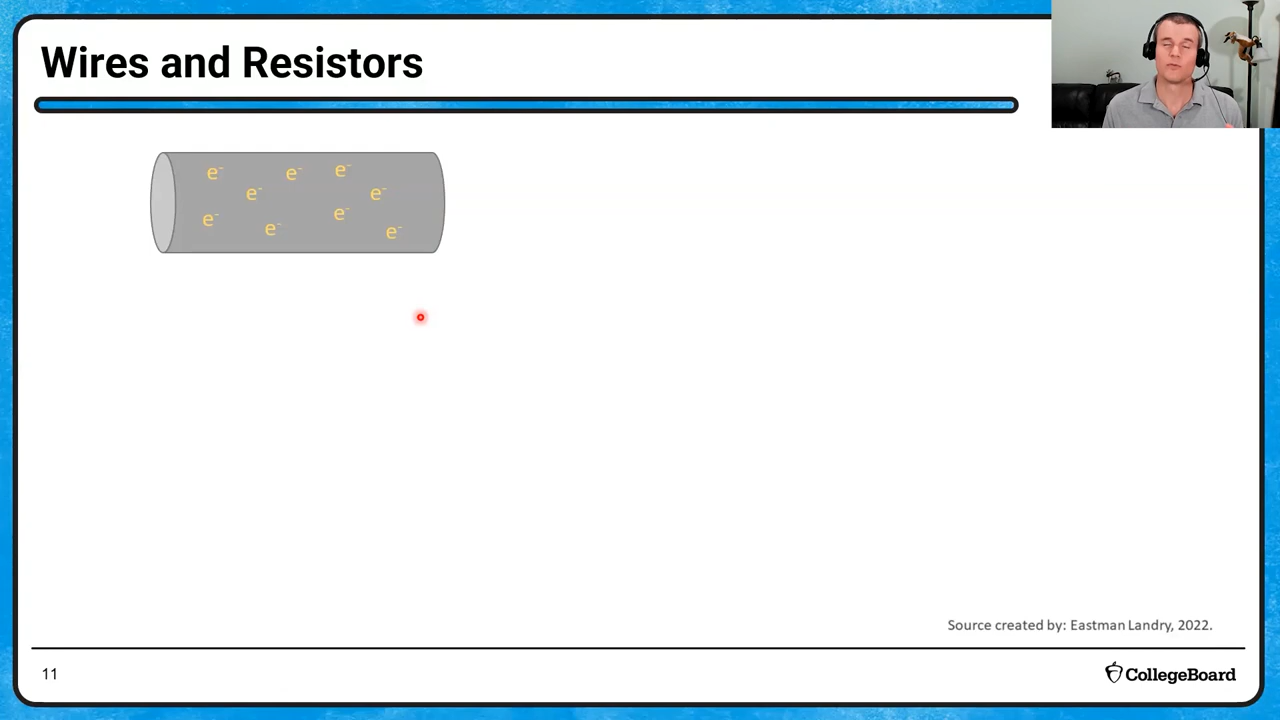 Wires and Resistors
e⁻ e⁻ e⁻
e⁻ e⁻
e⁻ e⁻ e⁻ e⁻
Source created by: Eastman Landry, 2022.
11
CollegeBoard